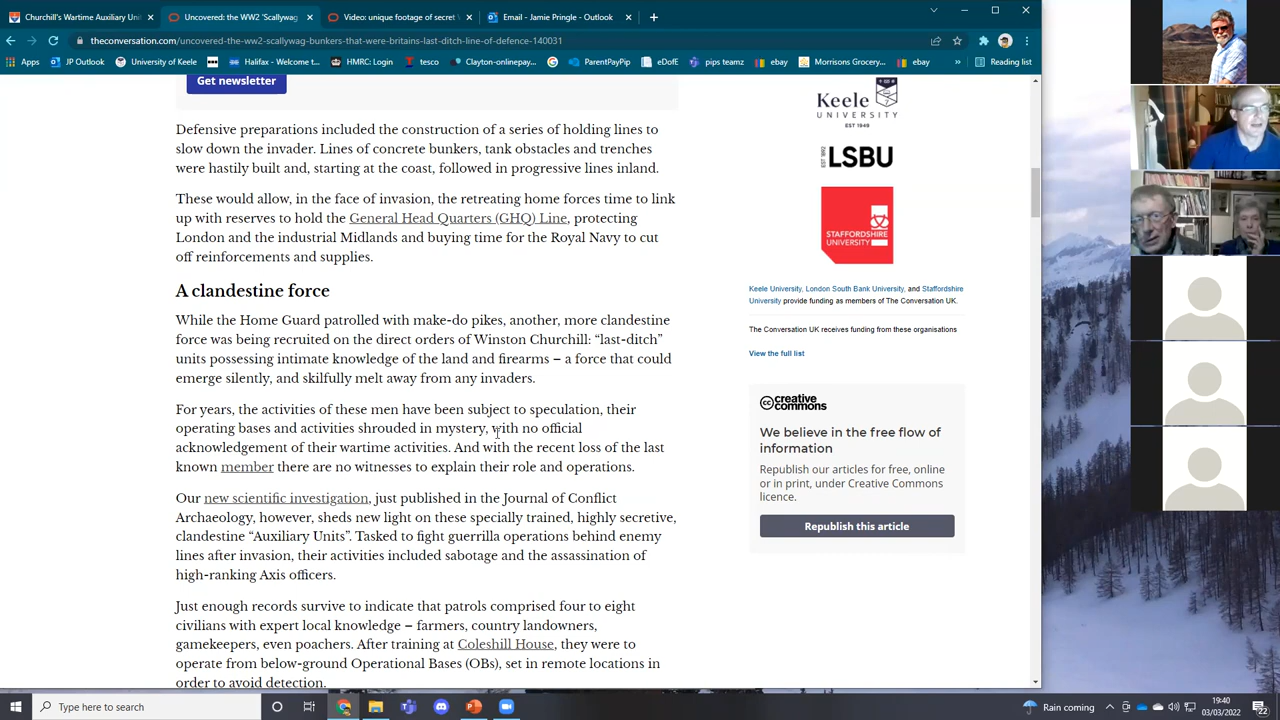 Churchill's Wartime Auxiliary Uni
Uncovered: the WW2 'Scallywag
Video: unique footage of secret
Email - Jamie Pringle - Outlook
theconversation.com/uncovered-the-ww2-scallywag-bunkers-that-were-britains-last-ditch-line-of-defence-140031
Apps
JP Outlook
University of Keele
Halifax - Welcome t...
HMRC: Login
tesco
Clayton-onlinepay...
ParentPayPip
eDofE
pips teamz
ebay
Morrisons Grocery...
ebay
»
Reading list
Get newsletter
Defensive preparations included the construction of a series of holding lines to
slow down the invader. Lines of concrete bunkers, tank obstacles and trenches
were hastily built and, starting at the coast, followed in progressive lines inland.
These would allow, in the face of invasion, the retreating home forces time to link
up with reserves to hold the General Head Quarters (GHQ) Line, protecting
London and the industrial Midlands and buying time for the Royal Navy to cut
off reinforcements and supplies.
A clandestine force
While the Home Guard patrolled with make-do pikes, another, more clandestine
force was being recruited on the direct orders of Winston Churchill: “last-ditch”
units possessing intimate knowledge of the land and firearms – a force that could
emerge silently, and skilfully melt away from any invaders.
For years, the activities of these men have been subject to speculation, their
operating bases and activities shrouded in mystery, with no official
acknowledgement of their wartime activities. And with the recent loss of the last
known member there are no witnesses to explain their role and operations.
Our new scientific investigation, just published in the Journal of Conflict
Archaeology, however, sheds new light on these specially trained, highly secretive,
clandestine “Auxiliary Units”. Tasked to fight guerrilla operations behind enemy
lines after invasion, their activities included sabotage and the assassination of
high-ranking Axis officers.
Just enough records survive to indicate that patrols comprised four to eight
civilians with expert local knowledge – farmers, country landowners,
gamekeepers, even poachers. After training at Coleshill House, they were to
operate from below-ground Operational Bases (OBs), set in remote locations in
order to avoid detection.
Keele
UNIVERSITY
EST 1949
EST 1892
LSBU
STAFFORDSHIRE
UNIVERSITY
Keele University, London South Bank University, and Staffordshire
University provide funding as members of The Conversation UK.
The Conversation UK receives funding from these organisations
View the full list
cc creative
commons
We believe in the free flow of
information
Republish our articles for free, online
or in print, under Creative Commons
licence.
Republish this article
Type here to search
Rain coming
19:40
03/03/2022
22